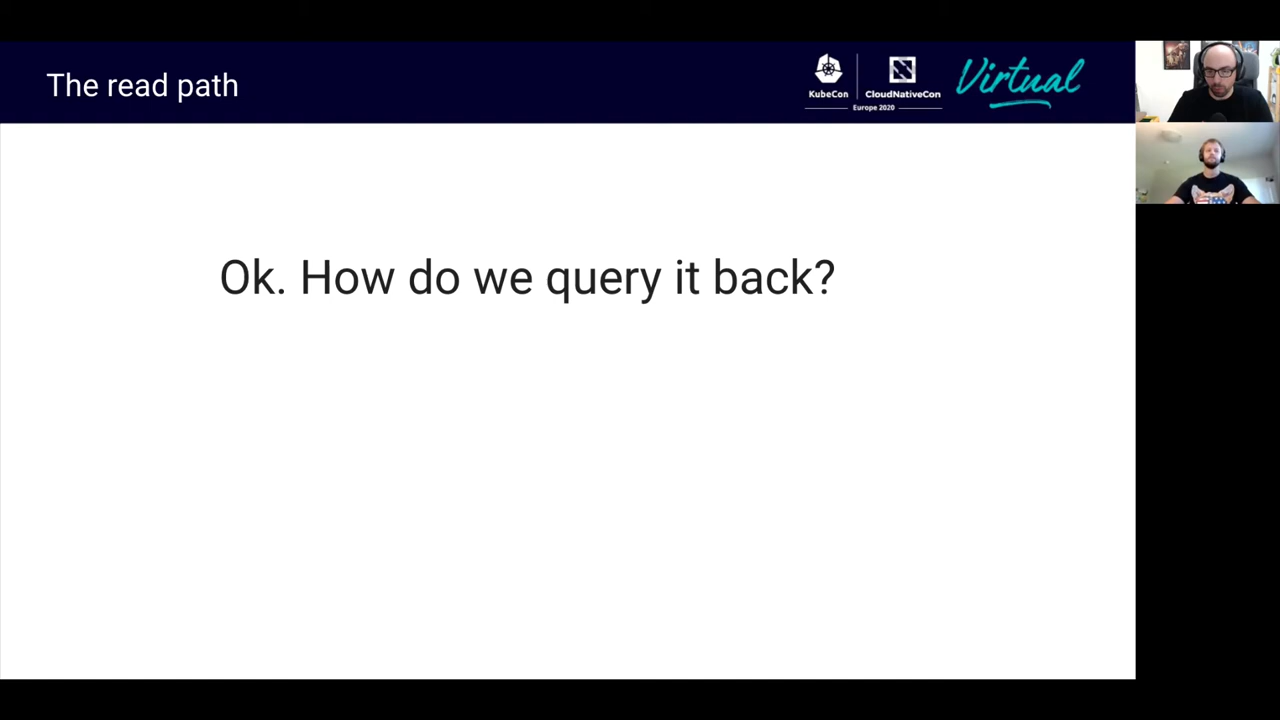 The read path
KubeCon
CloudNativeCon
Europe 2020
Virtual
Ok. How do we query it back?